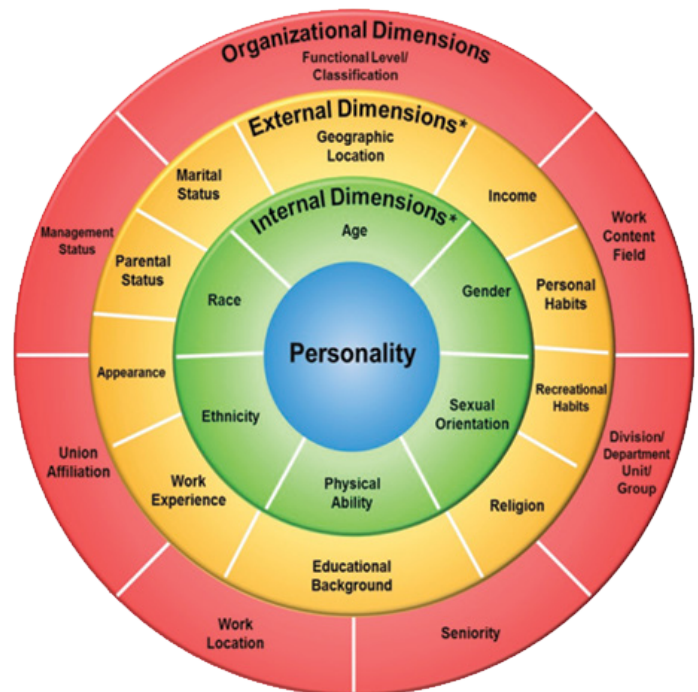 Organizational Dimensions
Functional Level/
Classification
Work
Content
Field
Division/
Department
Unit/
Group
Seniority
Work
Location
Union
Affiliation
Management
Status
External Dimensions*
Geographic
Location
Income
Personal
Habits
Recreational
Habits
Religion
Educational
Background
Work
Experience
Appearance
Parental
Status
Marital
Status
Internal Dimensions*
Age
Gender
Sexual
Orientation
Physical
Ability
Ethnicity
Race
Personality